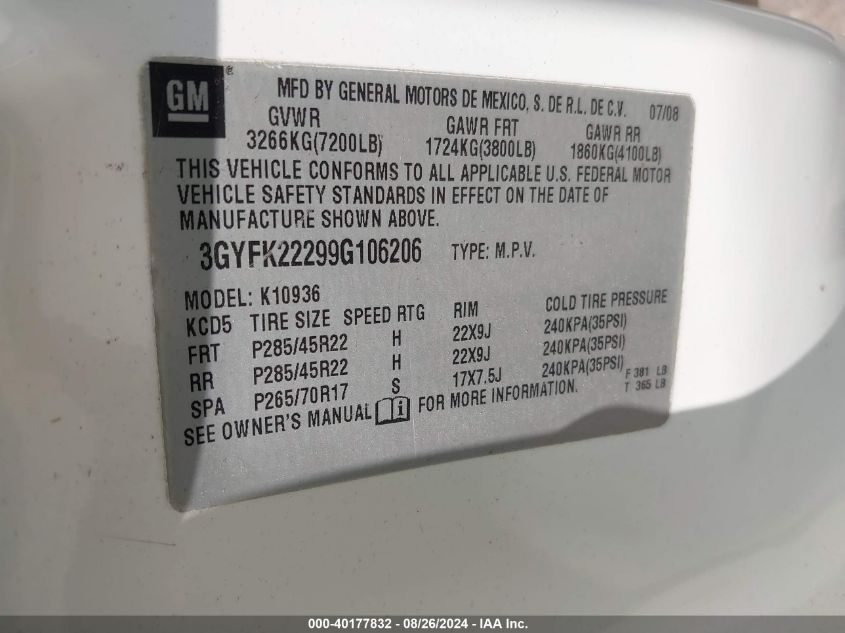 GM®
MFD BY GENERAL MOTORS DE MEXICO, S. DE R.L. DE C.V. 07/08
GVWR GAWR FRT GAWR RR
3266KG(7200LB) 1724KG(3800LB) 1860KG(4100LB)
THIS VEHICLE CONFORMS TO ALL APPLICABLE U.S. FEDERAL MOTOR
VEHICLE SAFETY STANDARDS IN EFFECT ON THE DATE OF
MANUFACTURE SHOWN ABOVE.
3GYFK22299G106206 TYPE: M.P.V.
MODEL: K10936
KCD5 TIRE SIZE SPEED RTG RIM COLD TIRE PRESSURE
FRT P285/45R22 H 22X9J 240KPA(35PSI)
RR P285/45R22 H 22X9J 240KPA(35PSI)
SPA P265/70R17 S 17X7.5J 240KPA(35PSI) F 381 LB
T 365 LB
SEE OWNER'S MANUAL FOR MORE INFORMATION.
000-40177832 - 08/26/2024 - IAA Inc.